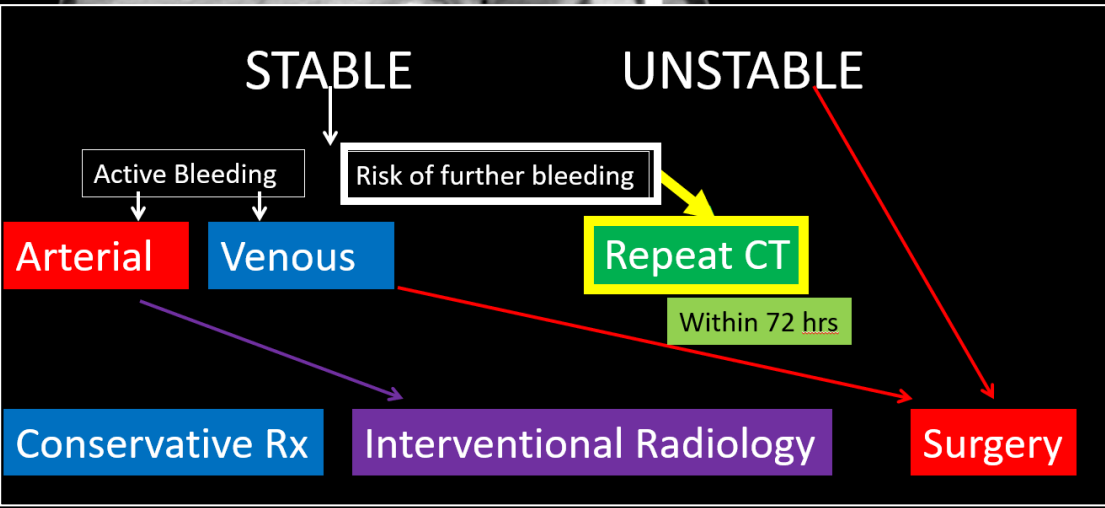 STABLE
UNSTABLE
Active Bleeding
Risk of further bleeding
Arterial
Venous
Repeat CT
Within 72 hrs
Conservative Rx
Interventional Radiology
Surgery